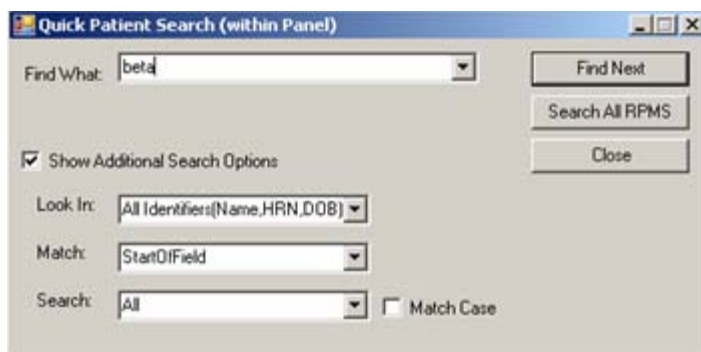 Quick Patient Search (within Panel)
Find What: beta Find Next
Search All RPMS
Show Additional Search Options Close
Look In: All Identifiers(Name,HRN,DOB)
Match: StartOfField
Search: All Match Case